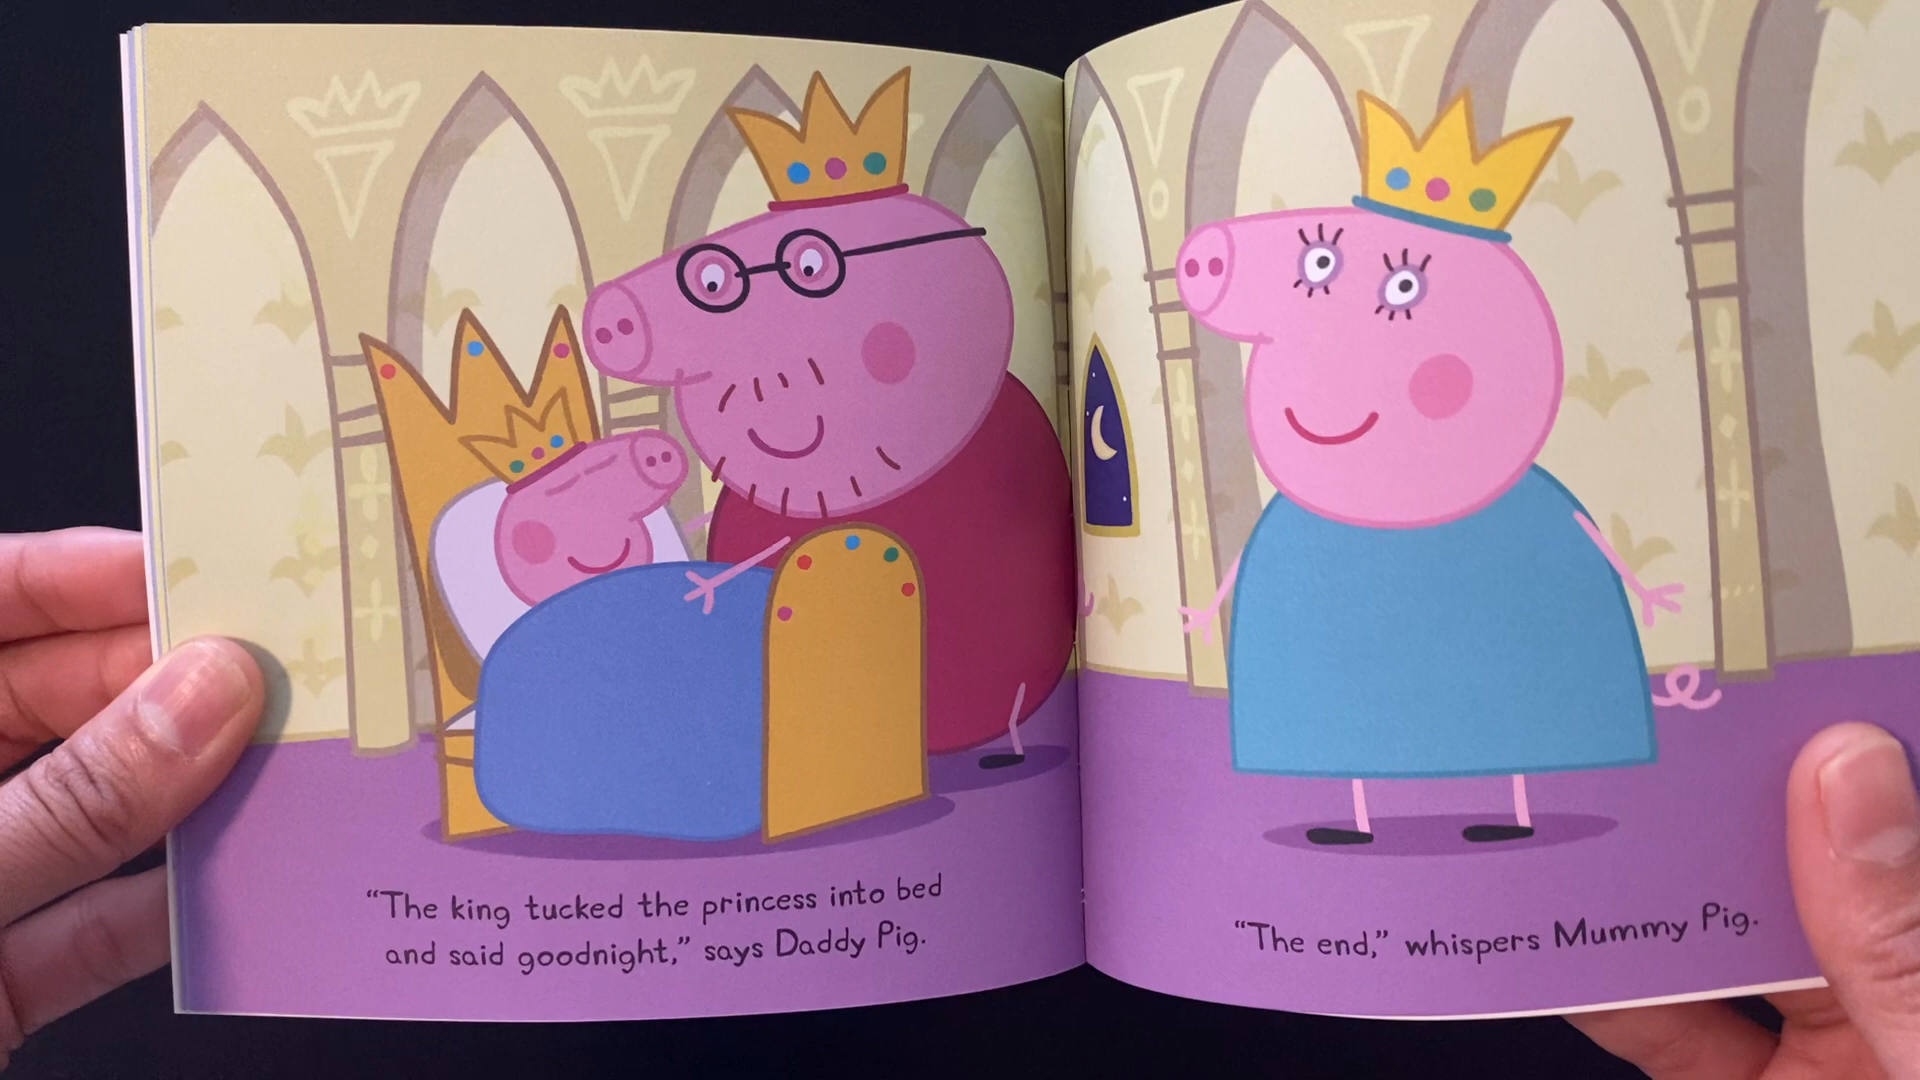 “The king tucked the princess into bed
and said goodnight,” says Daddy Pig.
“The end,” whispers Mummy Pig.